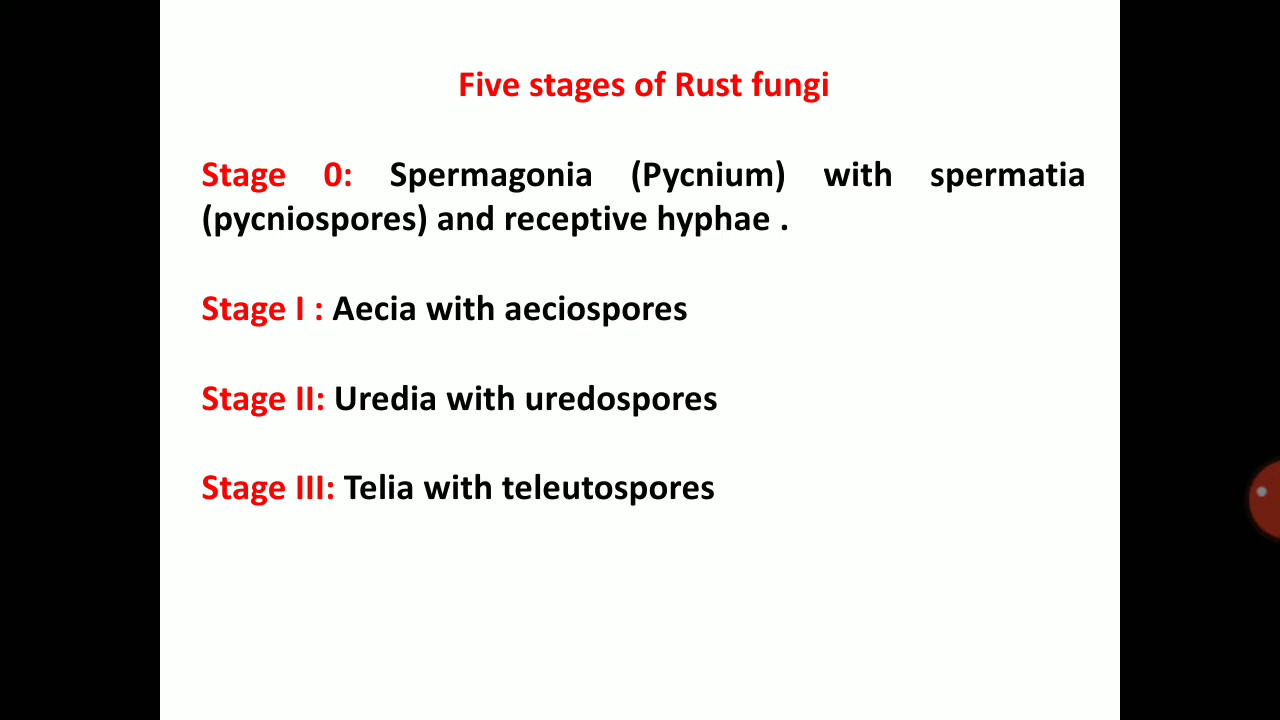 Five stages of Rust fungi
Stage 0: Spermagonia (Pycnium) with spermatia
(pycniospores) and receptive hyphae .
Stage I : Aecia with aeciospores
Stage II: Uredia with uredospores
Stage III: Telia with teleutospores